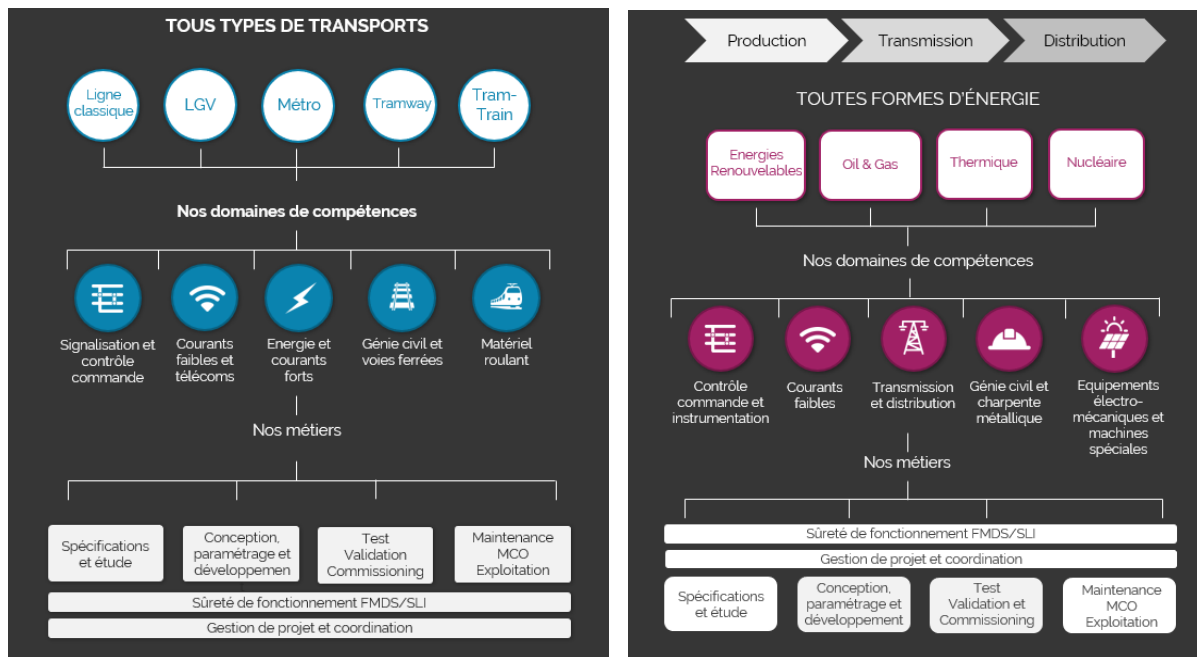 TOUS TYPES DE TRANSPORTS
Ligne
classique
LGV
Métro
Tramway
Tram-
Train
Nos domaines de compétences
Signalisation et
contrôle
commande
Courants
faibles et
télécoms
Energie et
courants
forts
Génie civil et
voies ferrées
Matériel
roulant
Nos métiers
Spécifications
et étude
Conception,
paramétrage et
développemen
Test
Validation
Commissioning
Maintenance
MCO
Exploitation
Sûreté de fonctionnement FMDS/SLI
Gestion de projet et coordination
Production
Transmission
Distribution
TOUTES FORMES D'ÉNERGIE
Energies
Renouvelables
Oil & Gas
Thermique
Nucléaire
Nos domaines de compétences
Contrôle
commande et
instrumentation
Courants
faibles
Transmission
et distribution
Génie civil et
charpente
métallique
Equipements
électro-
mécaniques et
machines
spéciales
Nos métiers
Sûreté de fonctionnement FMDS/SLI
Gestion de projet et coordination
Spécifications
et étude
Conception,
paramétrage et
développement
Test
Validation et
Commissioning
Maintenance
MCO
Exploitation